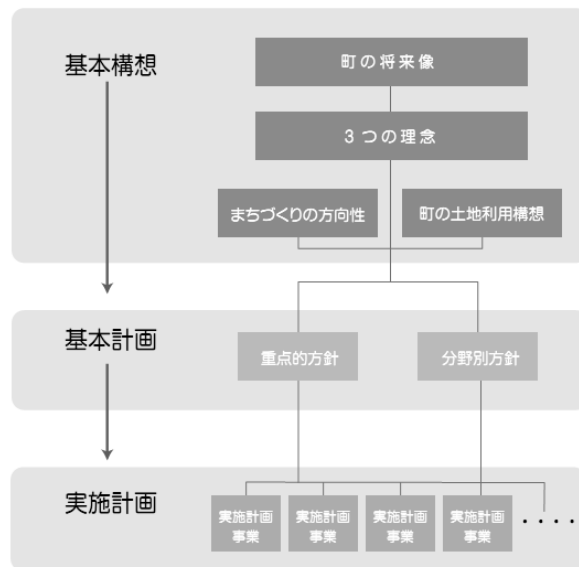 基本構想
町の将来像
3つの理念
まちづくりの方向性
町の土地利用構想
基本計画
重点的方針
分野別方針
実施計画
実施計画
事業
実施計画
事業
実施計画
事業
実施計画
事業
・・・・・